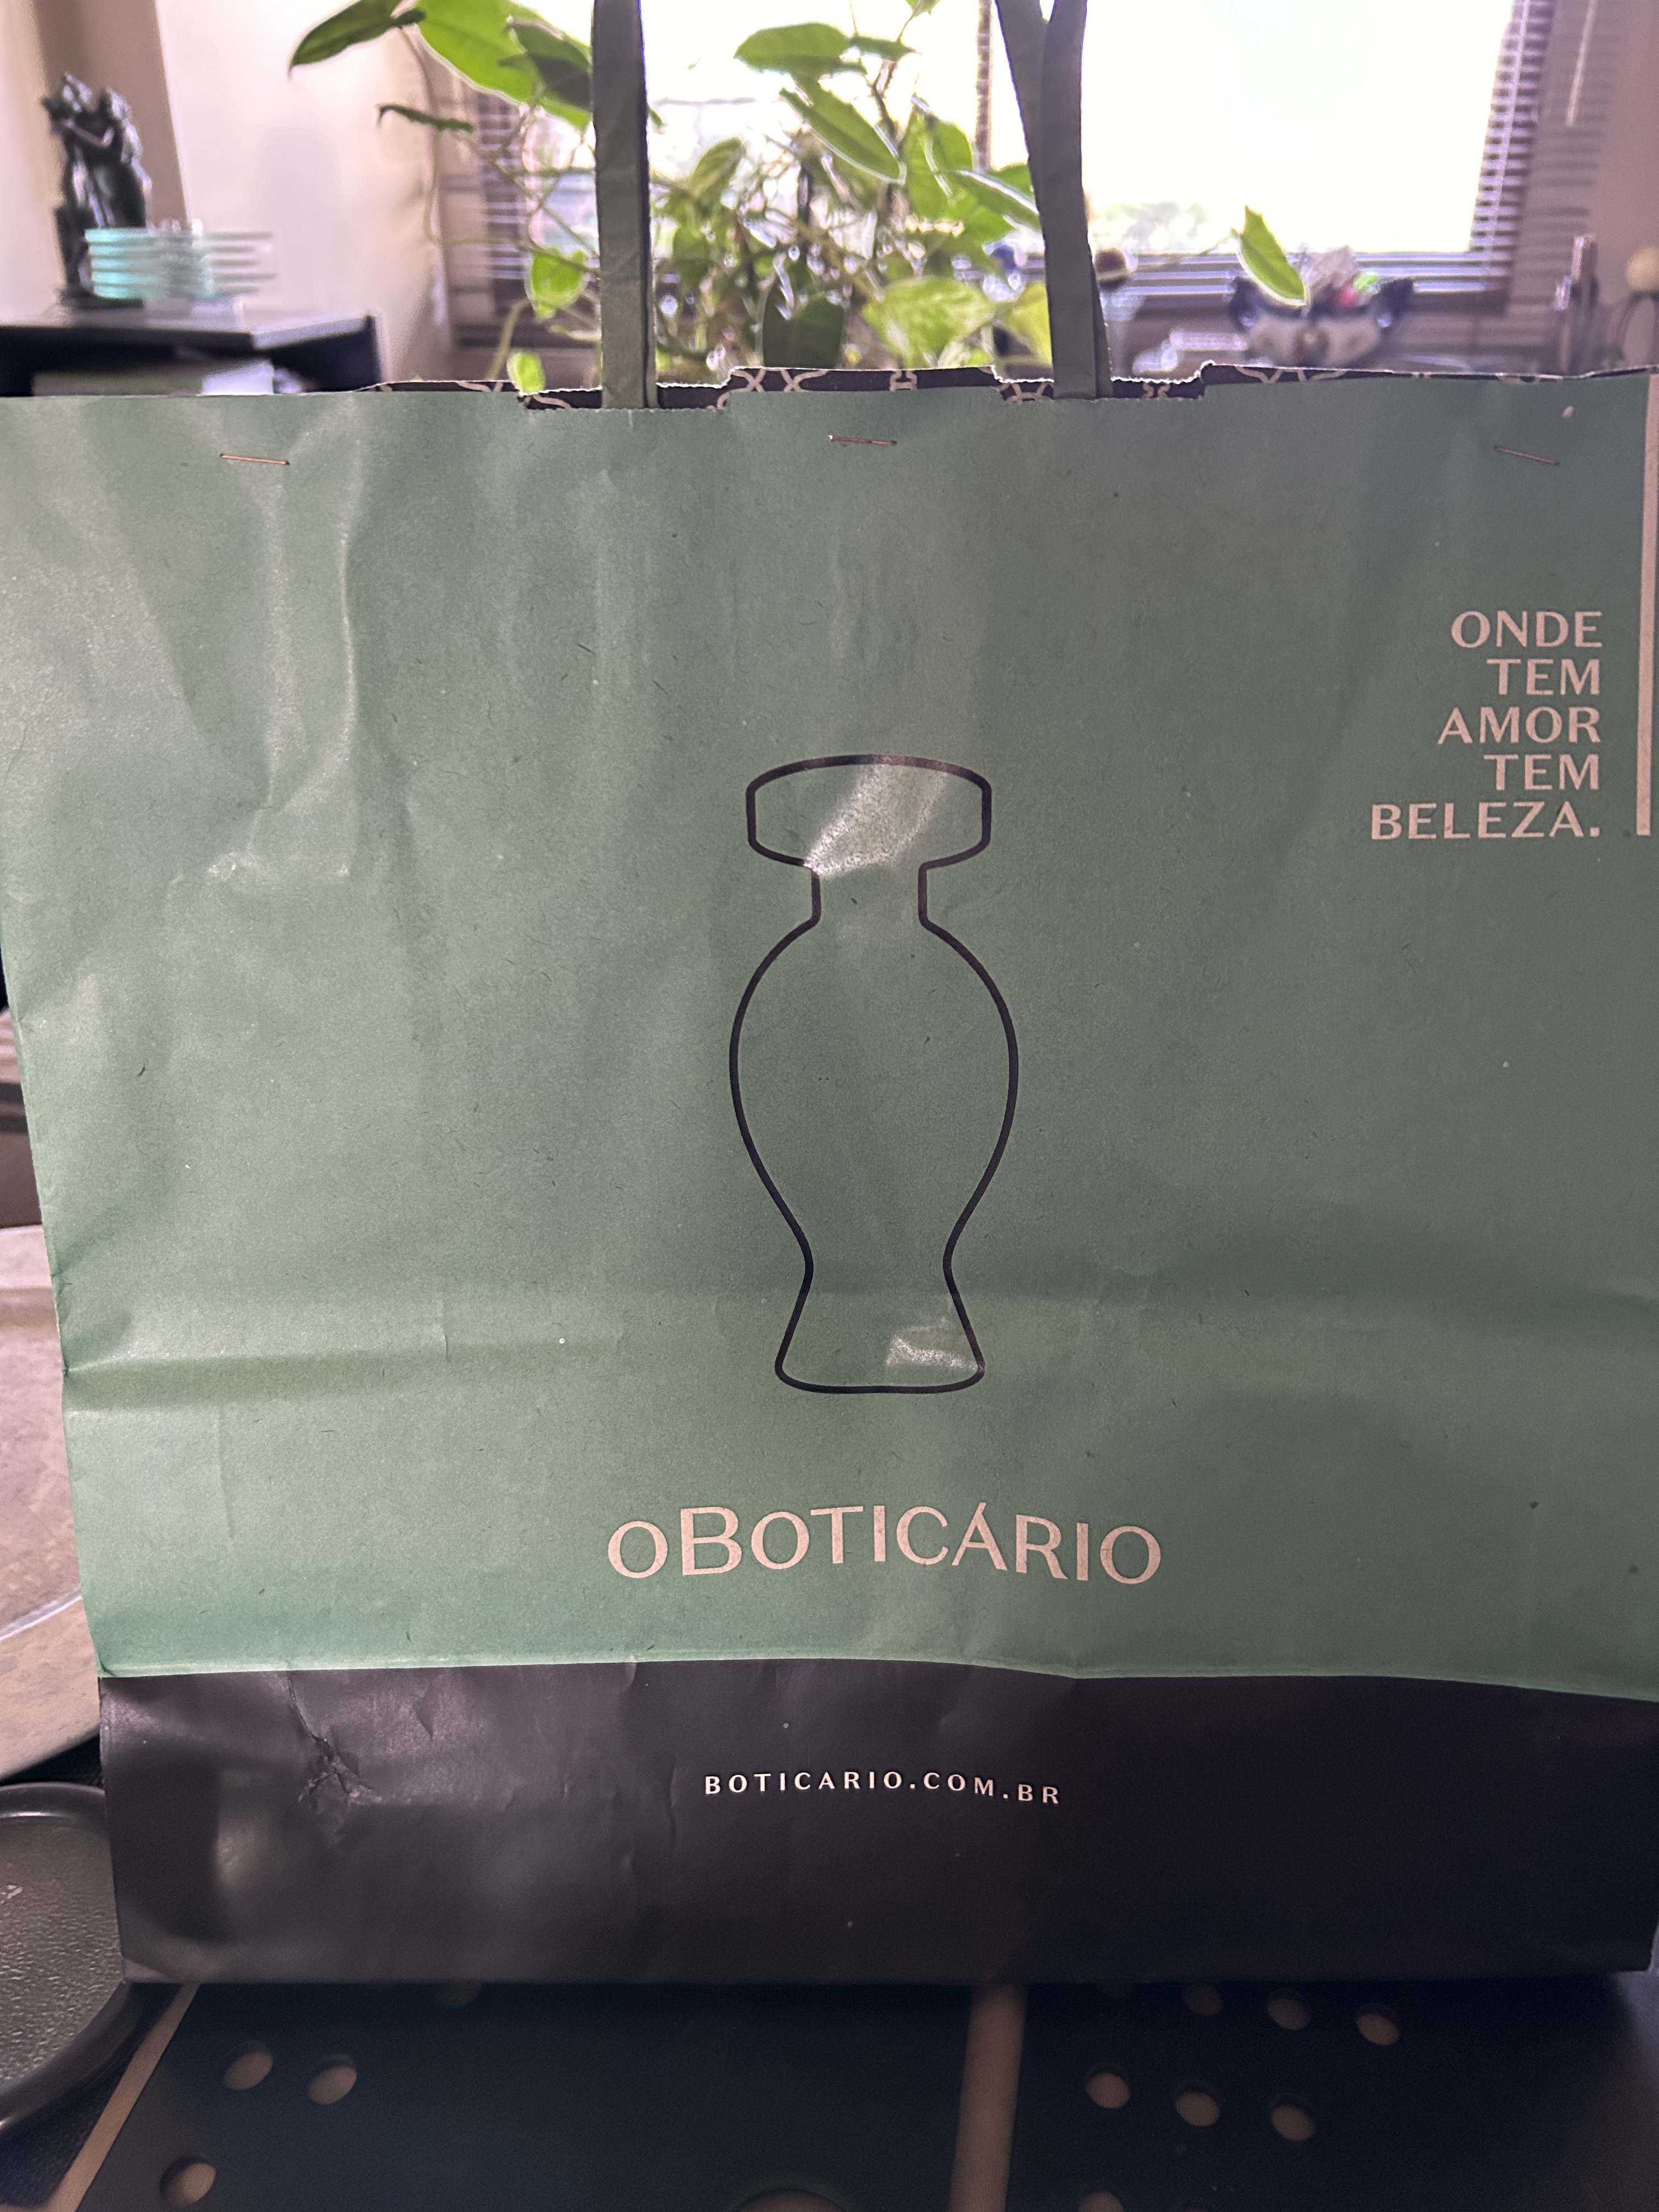 ONDE
TEM
AMOR
TEM
BELEZA.
OBOTICÁRIO
BOTICARIO.COM.BR